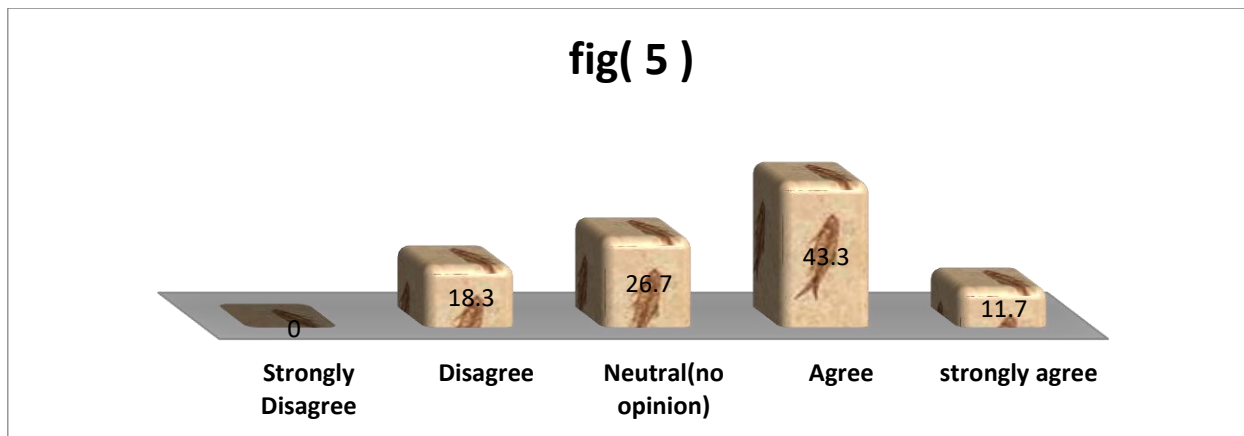 fig( 5 )
43.3
26.7
18.3
11.7
0
Strongly
Disagree
Disagree
Neutral(no
opinion)
Agree
strongly agree